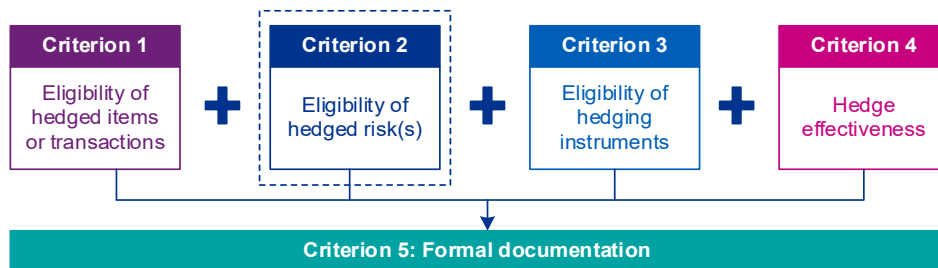 Criterion 1
Eligibility of
hedged items
or transactions
Criterion 2
Eligibility of
hedged risk(s)
Criterion 3
Eligibility of
hedging
instruments
Criterion 4
Hedge
effectiveness
Criterion 5: Formal documentation